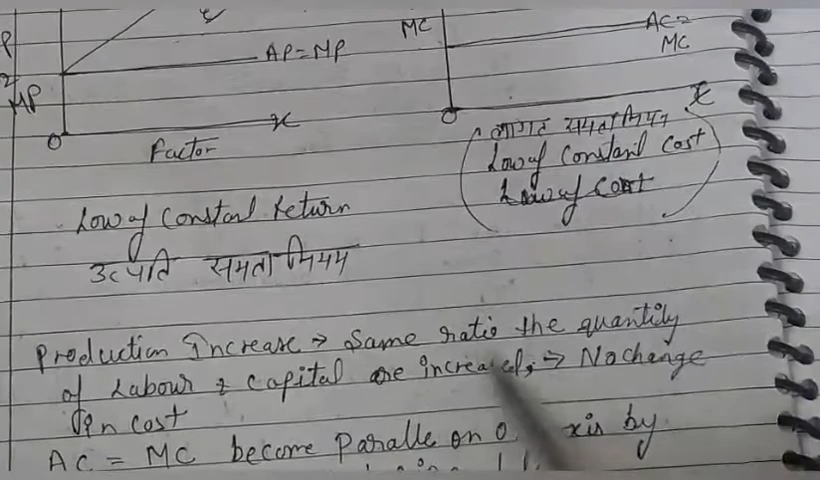 MC
AC =
MC
AP = MP
MP
O
x
Factor
O
x
लागत समता नियम
Law of Constant Cost
Law of Cost
Law of Constant Return
उत्पति समता नियम
Production Increase → Same ratio the quantity
of Labour & capital are increased, → No change
in cost
AC = MC become Paralle on O xis by